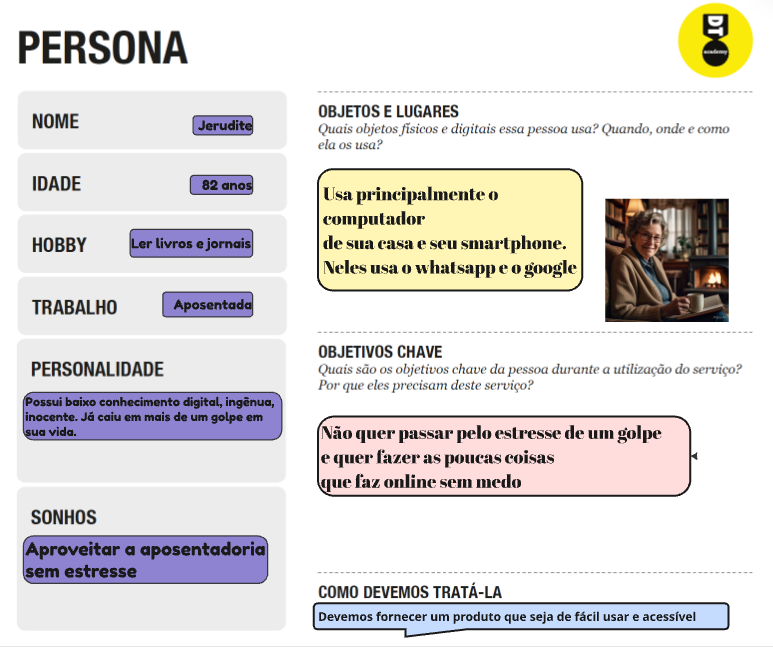 PERSONA
DT
academy
NOME
Jerudite
IDADE
82 anos
HOBBY
Ler livros e jornais
TRABALHO
Aposentada
PERSONALIDADE
Possui baixo conhecimento digital, ingênua,
inocente. Já caiu em mais de um golpe em
sua vida.
SONHOS
Aproveitar a aposentadoria
sem estresse
OBJETOS E LUGARES
Quais objetos físicos e digitais essa pessoa usa? Quando, onde e como
ela os usa?
Usa principalmente o
computador
de sua casa e seu smartphone.
Neles usa o whatsapp e o google
OBJETIVOS CHAVE
Quais são os objetivos chave da pessoa durante a utilização do serviço?
Por que eles precisam deste serviço?
Não quer passar pelo estresse de um golpe
e quer fazer as poucas coisas
que faz online sem medo
COMO DEVEMOS TRATÁ-LA
Devemos fornecer um produto que seja de fácil usar e acessível